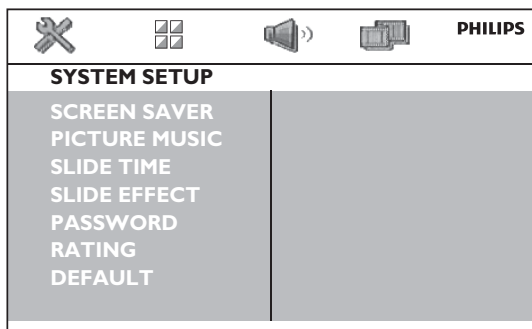 PHILIPS
SYSTEM SETUP
SCREEN SAVER
PICTURE MUSIC
SLIDE TIME
SLIDE EFFECT
PASSWORD
RATING
DEFAULT